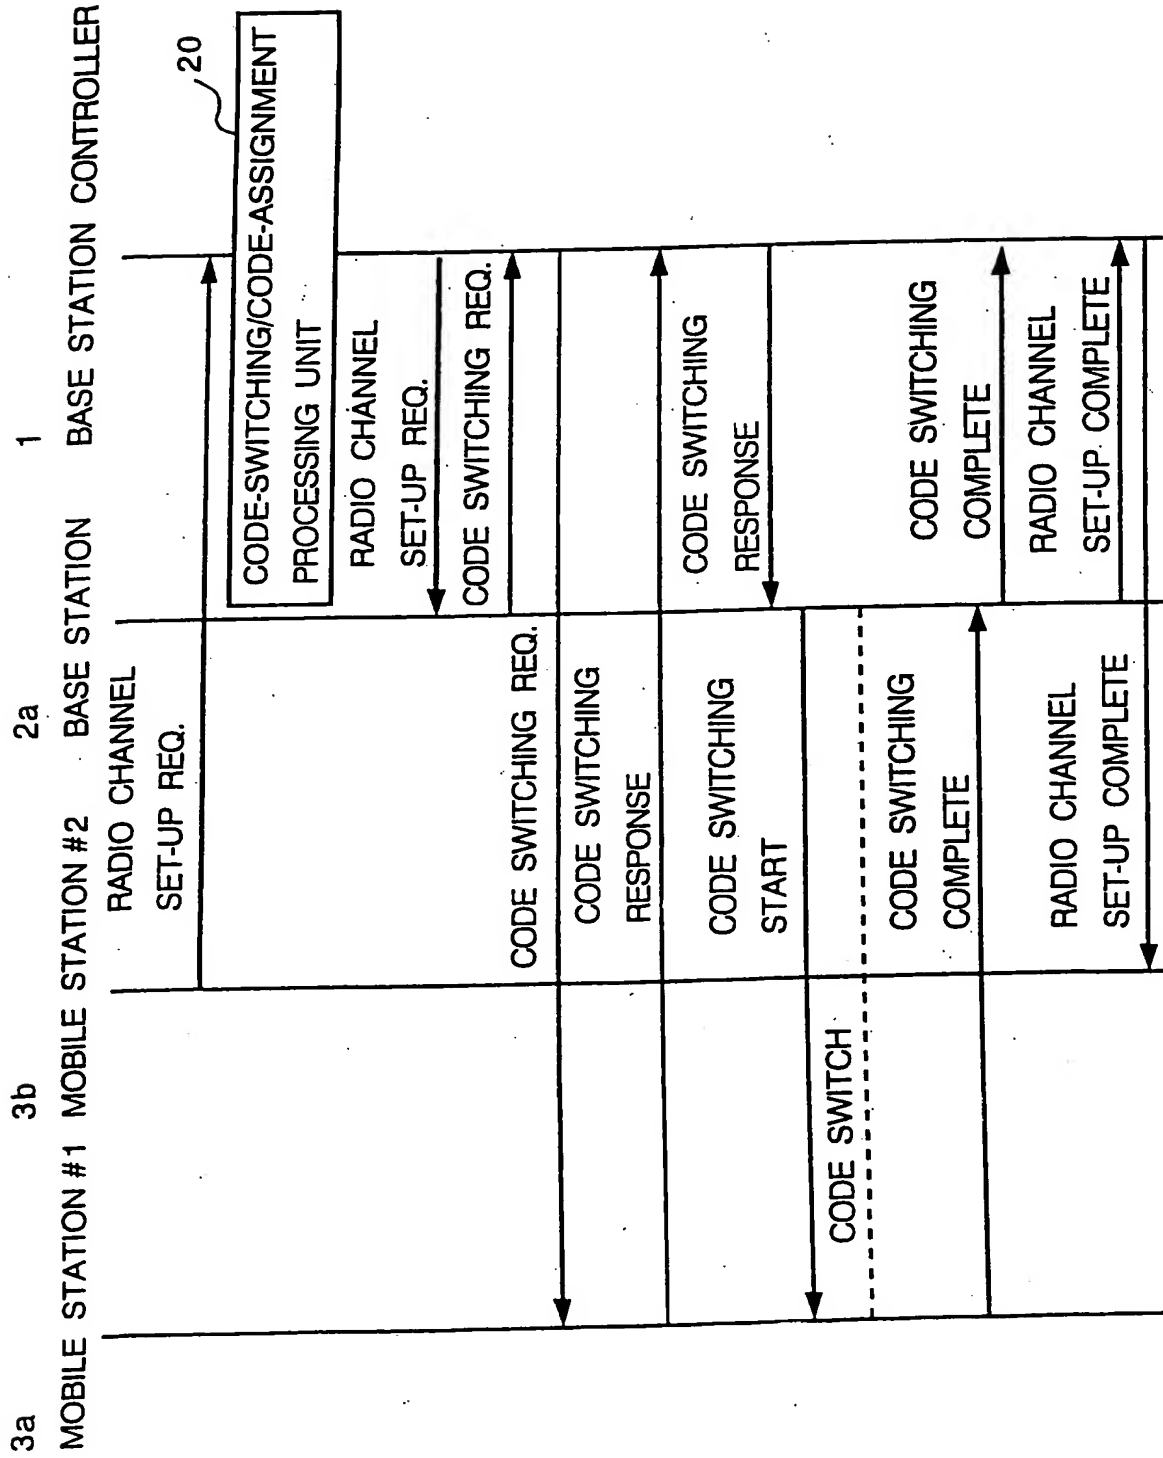 3a
3b
2a
1
MOBILE STATION #1
MOBILE STATION #2
BASE STATION
BASE STATION CONTROLLER
RADIO CHANNEL
SET-UP REQ.
20
CODE-SWITCHING/CODE-ASSIGNMENT
PROCESSING UNIT
RADIO CHANNEL
SET-UP REQ.
CODE SWITCHING REQ.
CODE SWITCHING REQ.
CODE SWITCHING
RESPONSE
CODE SWITCHING
RESPONSE
CODE SWITCHING
START
CODE SWITCH
CODE SWITCHING
COMPLETE
CODE SWITCHING
COMPLETE
RADIO CHANNEL
SET-UP COMPLETE
RADIO CHANNEL
SET-UP COMPLETE